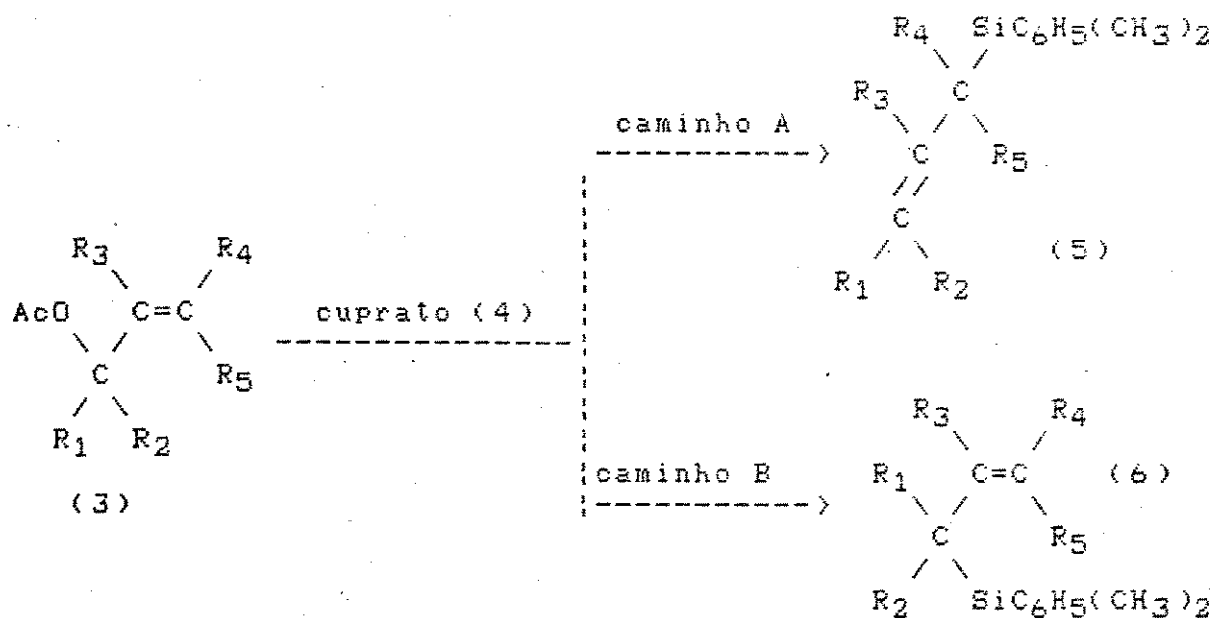 R4 SiC6H5(CH3)2
R3 C
caminho A
C R5
C
R1 R2 (5)
R3 R4
AcO C=C
cuprato (4)
C R5
R1 R2
(3)
R3 R4
caminho B
R1 C=C (6)
C R5
R2 SiC6H5(CH3)2